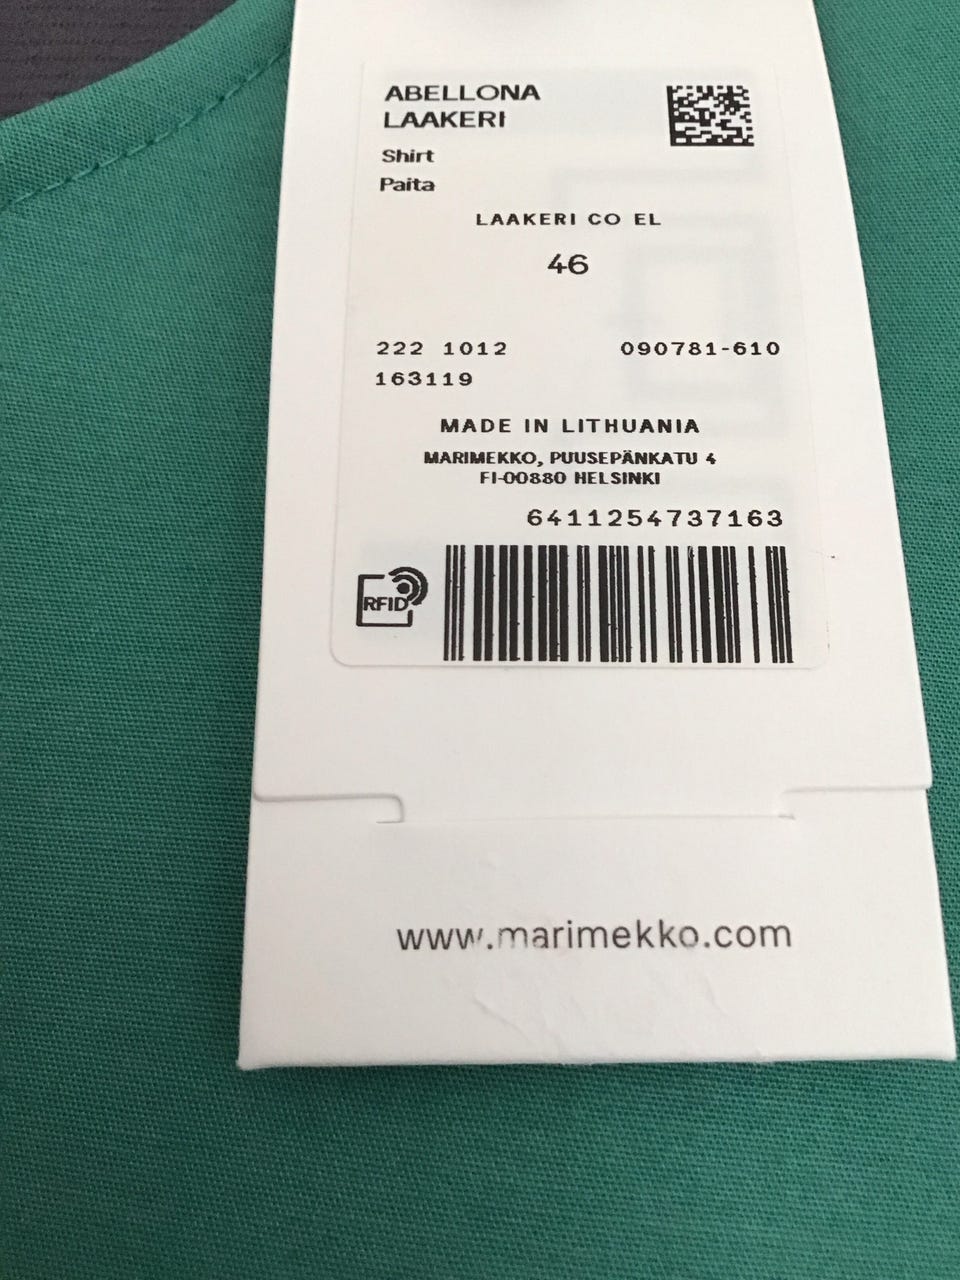 ABELLONA
LAAKERI
Shirt
Paita
LAAKERI CO EL
46
222 1012 090781-610
163119
MADE IN LITHUANIA
MARIMEKKO, PUUSEPÄNKATU 4
FI-00880 HELSINKI
6411254737163
RFID
www.marimekko.com